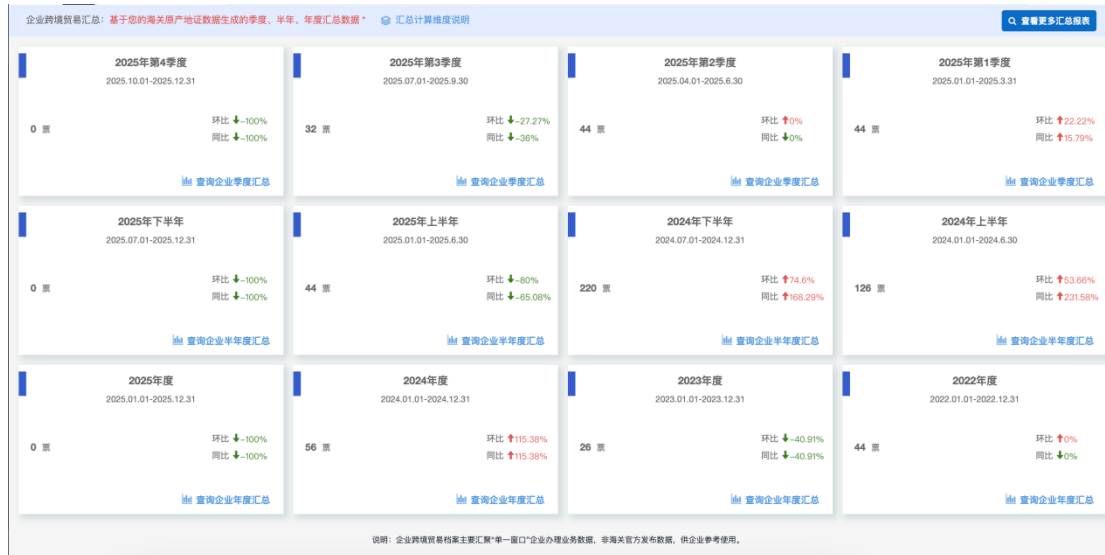 企业跨境贸易汇总：基于您的海关原产地证数据生成的季度、半年、年度汇总数据 * 汇总计算维度说明 查看更多汇总报表
2025年第4季度
2025.10.01-2025.12.31
0 票
环比 -100%
同比 -100%
查询企业季度汇总
2025年第3季度
2025.07.01-2025.9.30
32 票
环比 -27.27%
同比 -36%
查询企业季度汇总
2025年第2季度
2025.04.01-2025.6.30
44 票
环比 0%
同比 0%
查询企业季度汇总
2025年第1季度
2025.01.01-2025.3.31
44 票
环比 22.22%
同比 15.79%
查询企业季度汇总
2025年下半年
2025.07.01-2025.12.31
0 票
环比 -100%
同比 -100%
查询企业半年度汇总
2025年上半年
2025.01.01-2025.6.30
44 票
环比 -80%
同比 -65.08%
查询企业半年度汇总
2024年下半年
2024.07.01-2024.12.31
220 票
环比 74.6%
同比 168.29%
查询企业半年度汇总
2024年上半年
2024.01.01-2024.6.30
126 票
环比 53.66%
同比 231.58%
查询企业半年度汇总
2025年度
2025.01.01-2025.12.31
0 票
环比 -100%
同比 -100%
查询企业年度汇总
2024年度
2024.01.01-2024.12.31
56 票
环比 115.38%
同比 115.38%
查询企业年度汇总
2023年度
2023.01.01-2023.12.31
26 票
环比 -40.91%
同比 -40.91%
查询企业年度汇总
2022年度
2022.01.01-2022.12.31
44 票
环比 0%
同比 0%
查询企业年度汇总
说明：企业跨境贸易档案主要汇聚“单一窗口”企业办理业务数据，非海关官方发布数据，供企业参考使用。